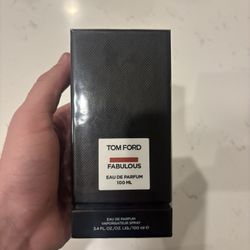 TOM FORD
FABULOUS
EAU DE PARFUM
100 ML
EAU DE PARFUM
VAPORISATEUR SPRAY
3.4 FL.OZ./OZ. LIQ./100 ml ℮